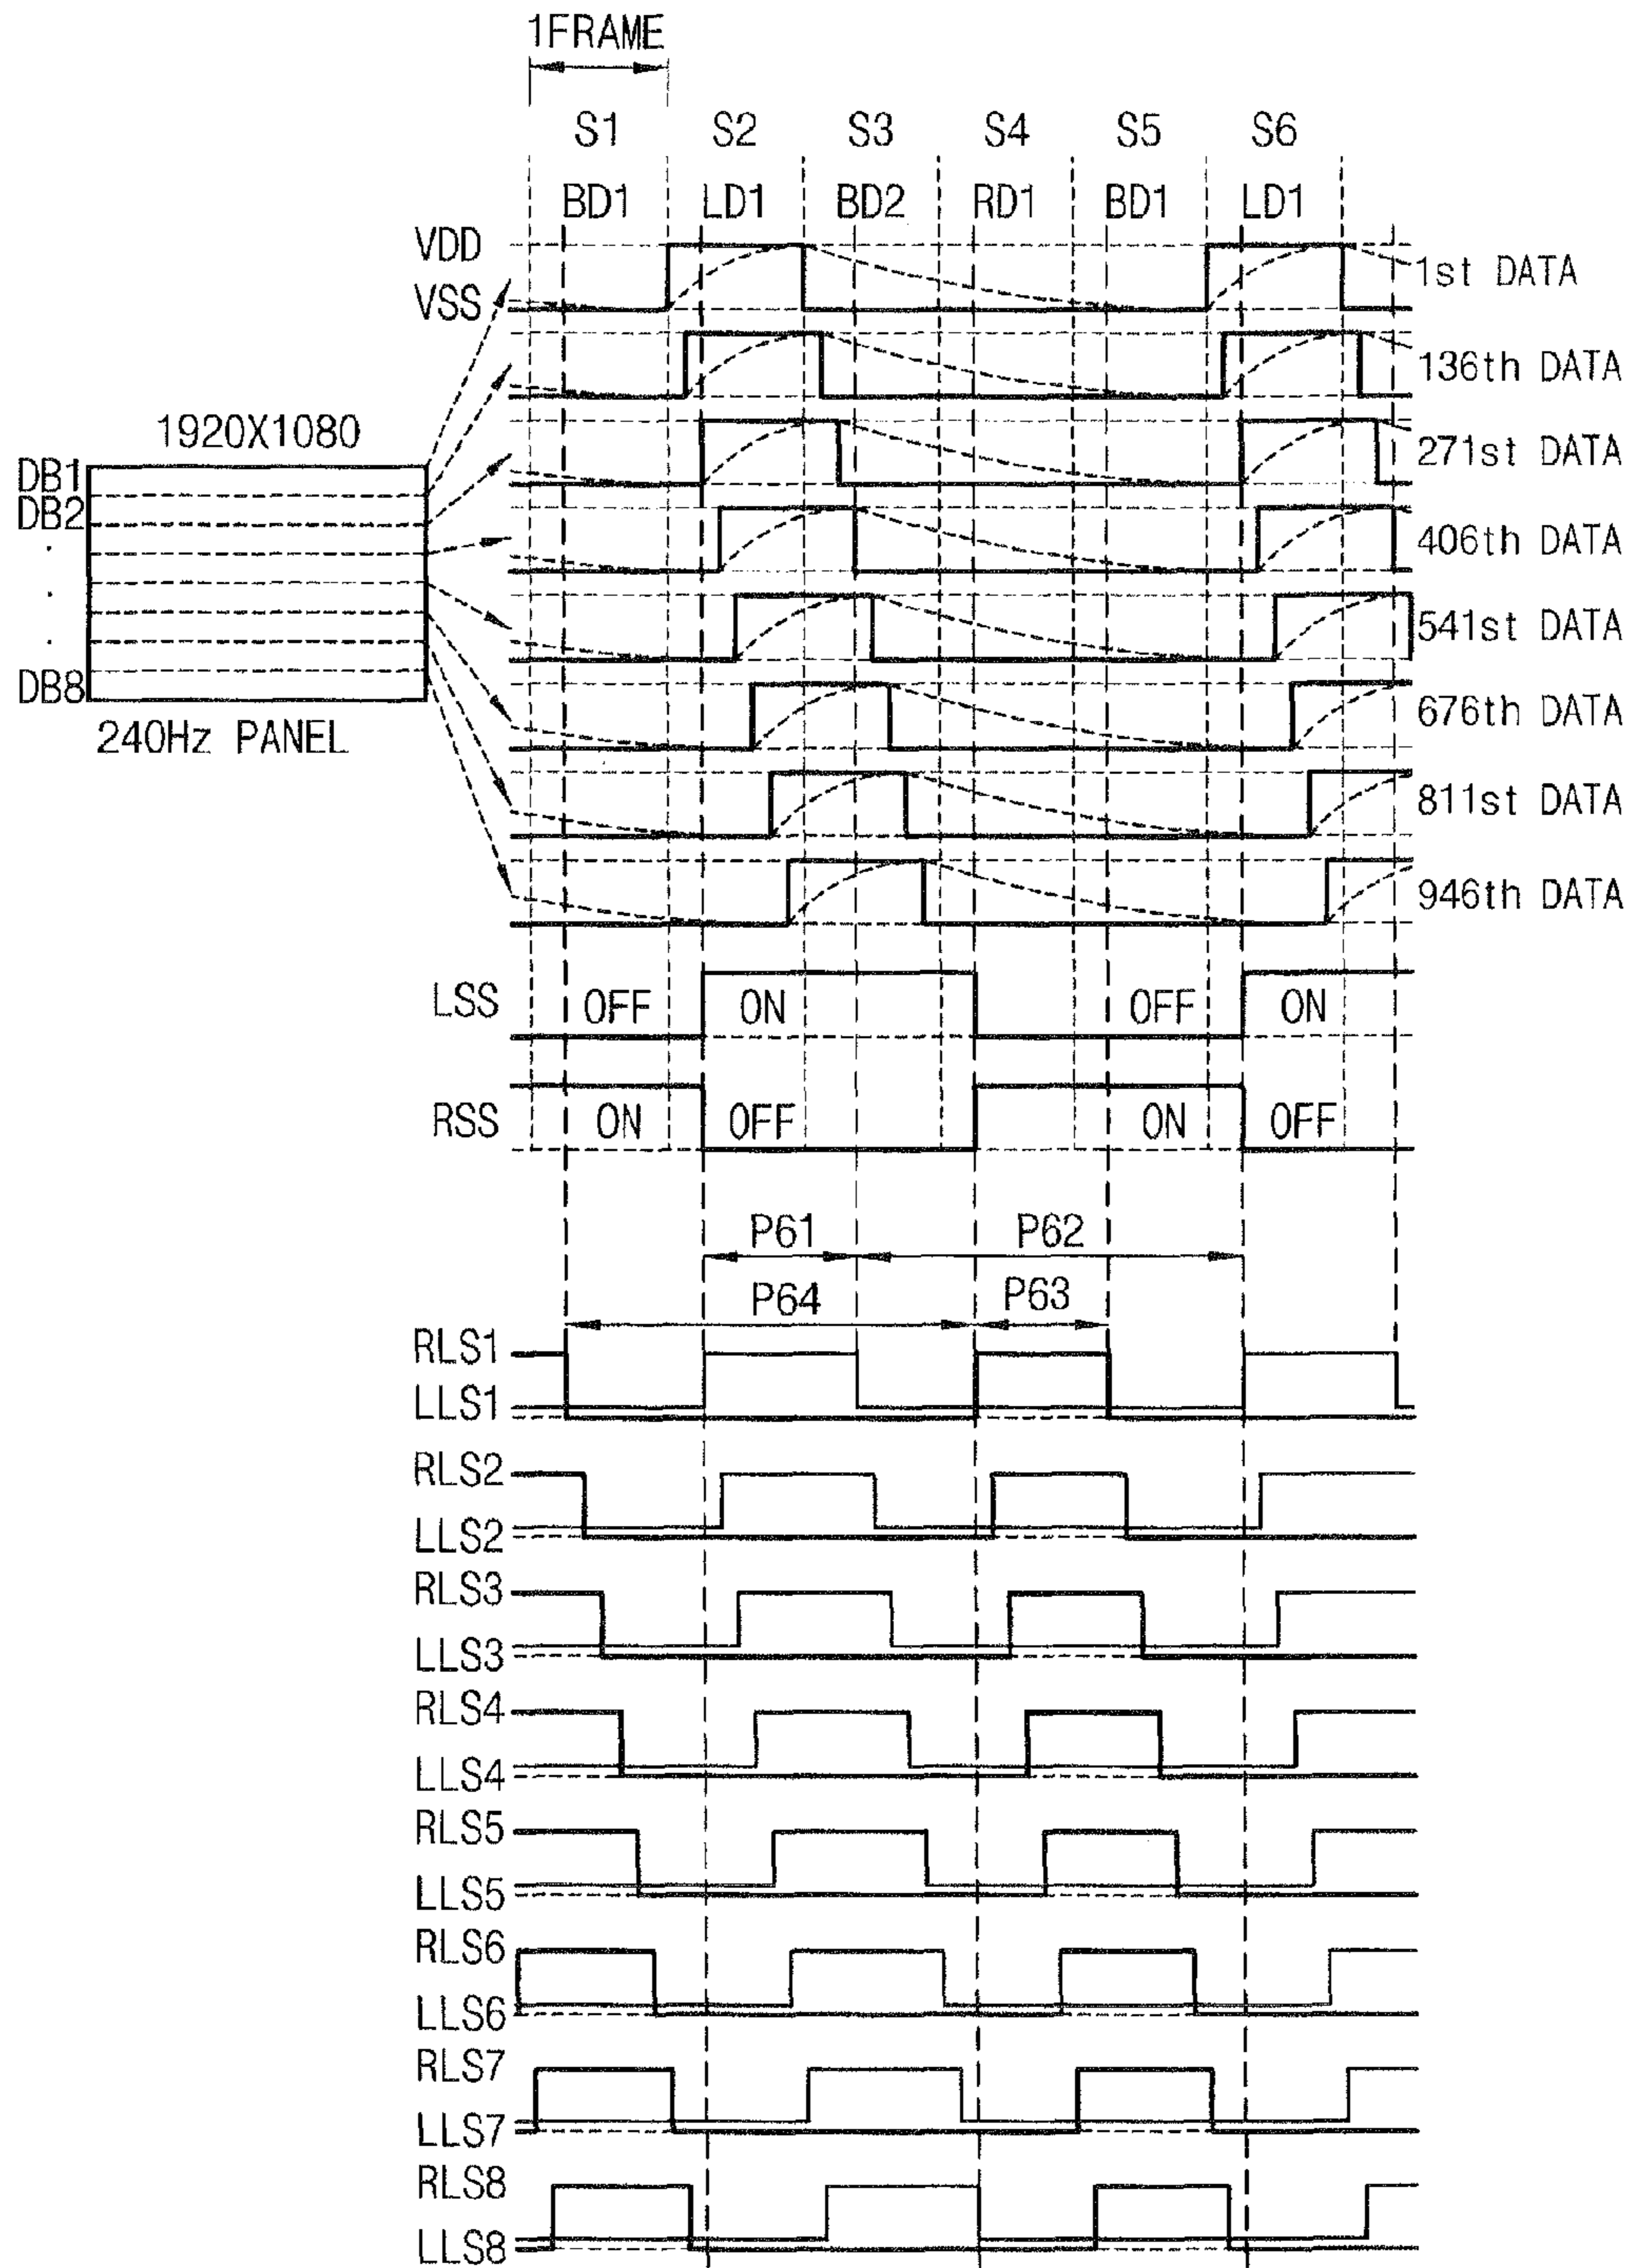 1FRAME
S1 S2 S3 S4 S5 S6
BD1 LD1 BD2 RD1 BD1 LD1
VDD
VSS
1st DATA
136th DATA
271st DATA
406th DATA
541st DATA
676th DATA
811st DATA
946th DATA
1920X1080
DB1
DB2
.
.
.
DB8
240Hz PANEL
LSS OFF ON OFF ON
RSS ON OFF ON OFF
P61 P62
P64 P63
RLS1
LLS1
RLS2
LLS2
RLS3
LLS3
RLS4
LLS4
RLS5
LLS5
RLS6
LLS6
RLS7
LLS7
RLS8
LLS8